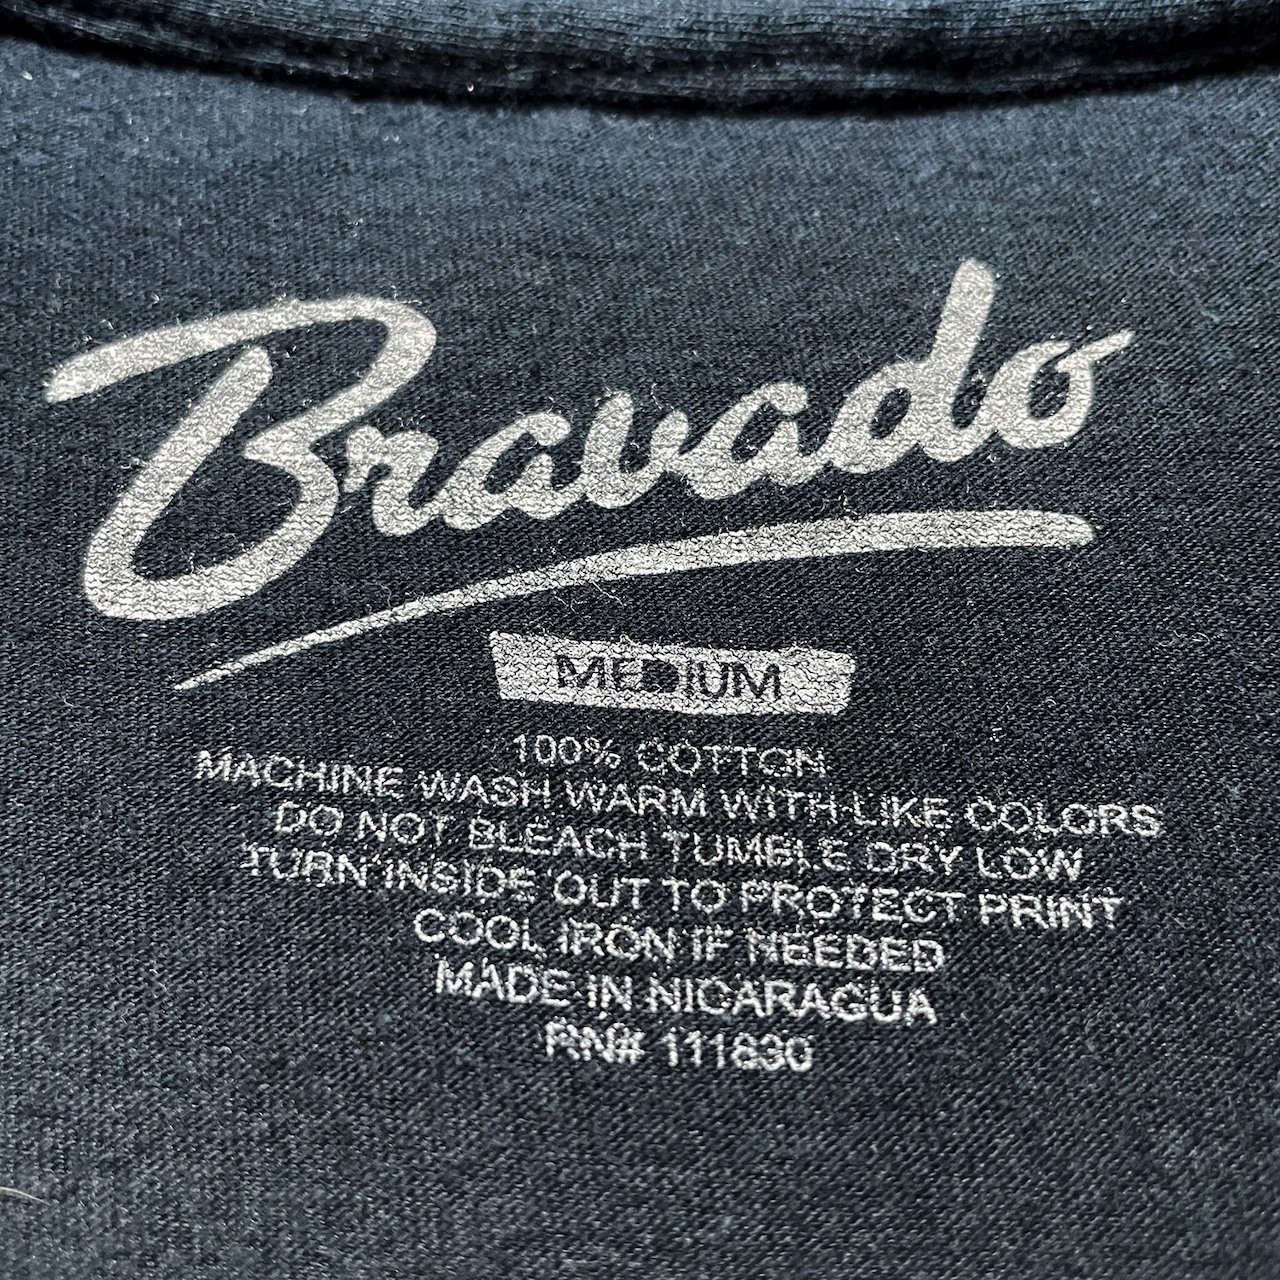 Bravado
MEDIUM
100% COTTON
MACHINE WASH WARM WITH LIKE COLORS
DO NOT BLEACH TUMBLE DRY LOW
TURN INSIDE OUT TO PROTECT PRINT
COOL IRON IF NEEDED
MADE IN NICARAGUA
RN# 111830